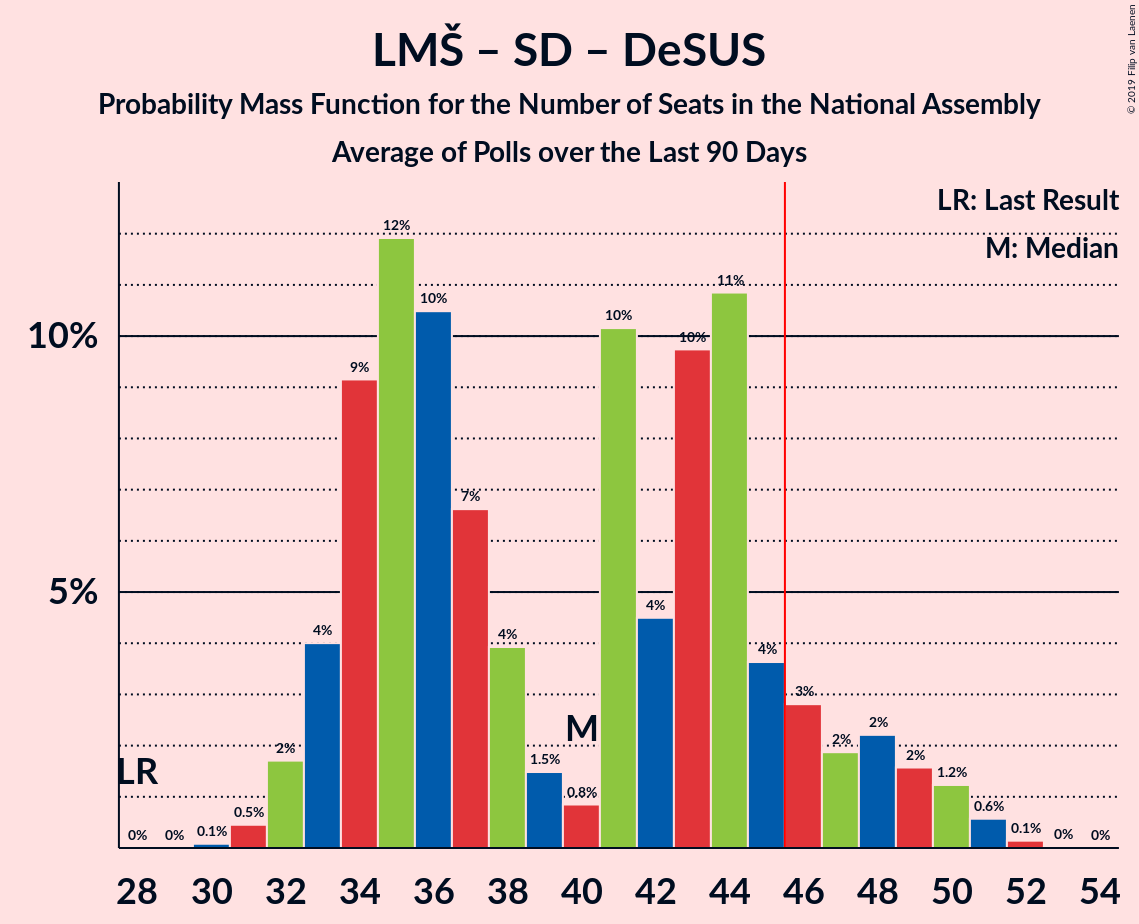 LMŠ – SD – DeSUS
Probability Mass Function for the Number of Seats in the National Assembly
Average of Polls over the Last 90 Days
© 2019 Filip van Laenen
LR: Last Result
M: Median
10%
5%
0% 0% 0.1% 0.5% 2% 4% 9% 12% 10% 7% 4% 1.5% 0.8% 10% 4% 10% 11% 4% 3% 2% 2% 2% 1.2% 0.6% 0.1% 0% 0%
LR
M
28 30 32 34 36 38 40 42 44 46 48 50 52 54